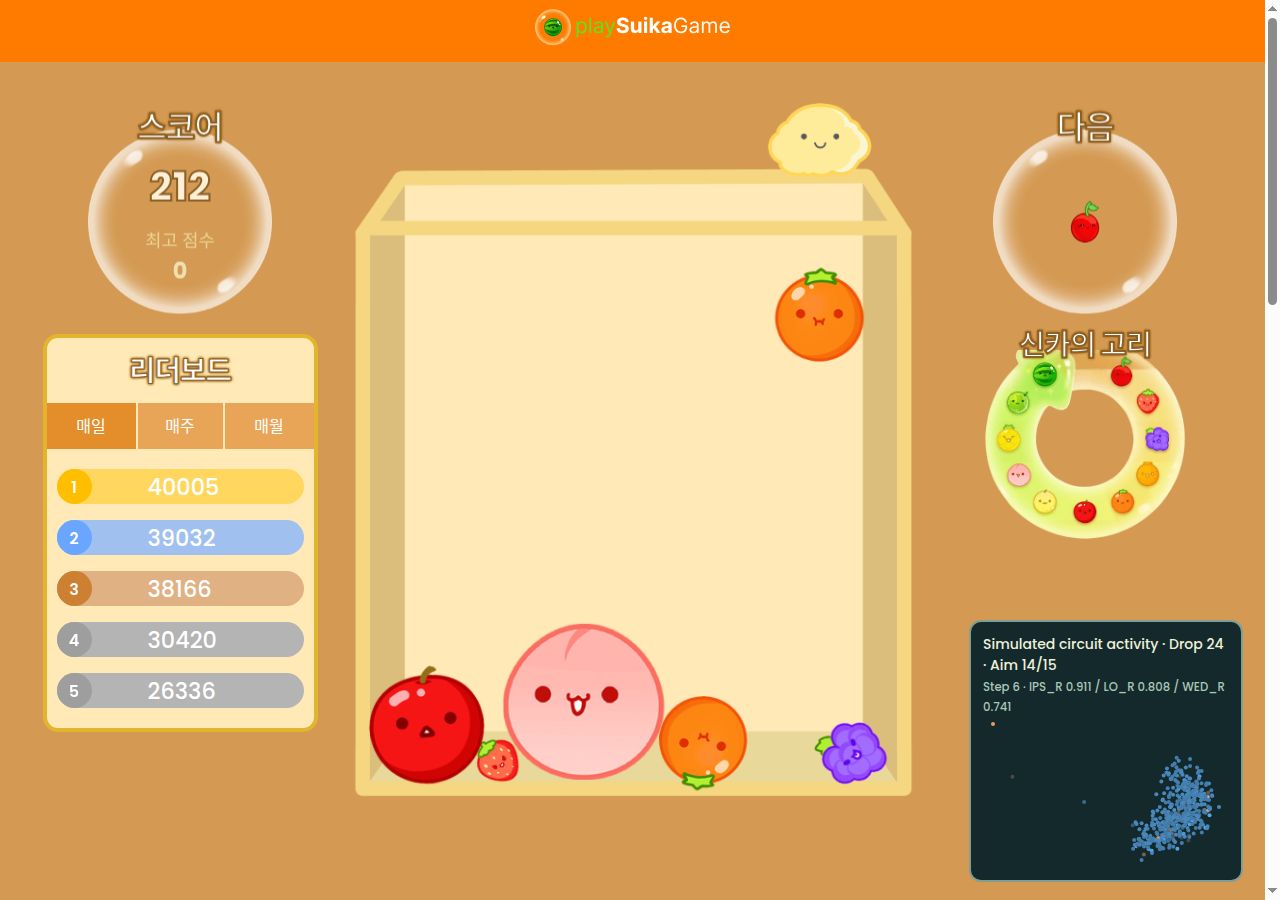 playSuikaGame
스코어
212
최고 점수
0
다음
신카의 고리
리더보드
매일 매주 매월
1 40005
2 39032
3 38166
4 30420
5 26336
Simulated circuit activity · Drop 24
· Aim 14/15
Step 6 · IPS_R 0.911 / LO_R 0.808 / WED_R
0.741